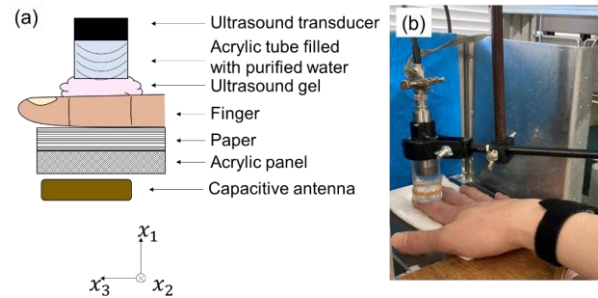 (a)
Ultrasound transducer
Acrylic tube filled
with purified water
Ultrasound gel
Finger
Paper
Acrylic panel
Capacitive antenna
x₁
x₃
x₂
(b)